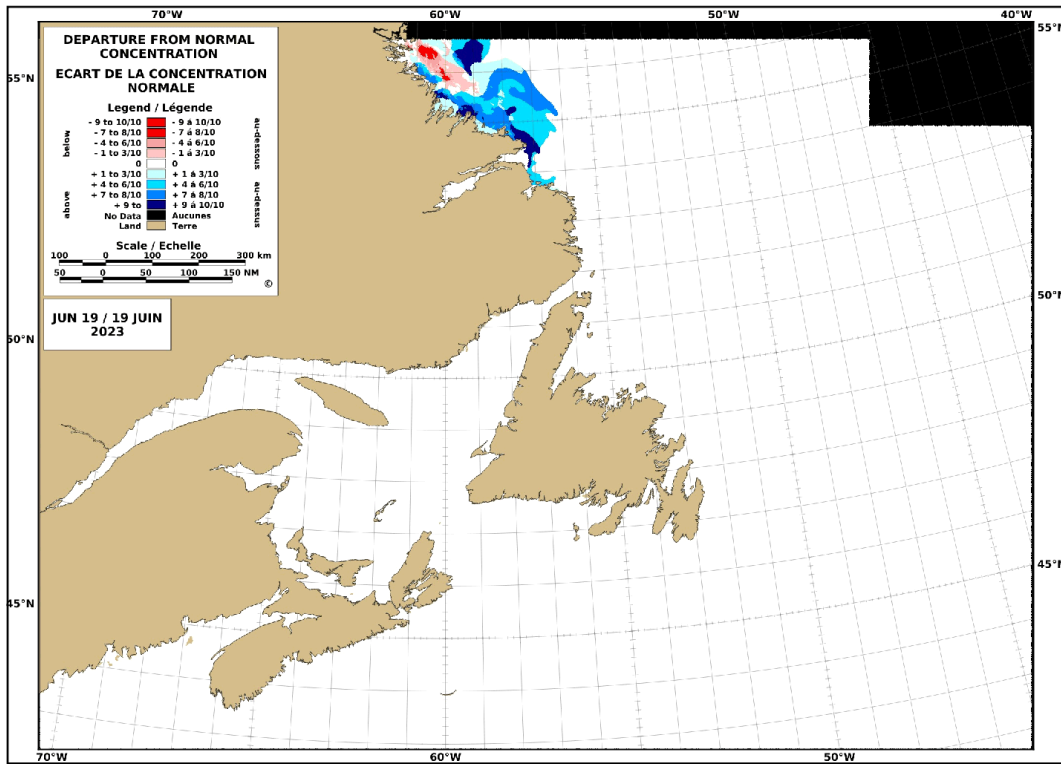 70°W 60°W 50°W 40°W
DEPARTURE FROM NORMAL
CONCENTRATION
ECART DE LA CONCENTRATION
NORMALE
Legend / Légende
- 9 to 10/10 - 9 á 10/10
- 7 to 8/10 - 7 á 8/10
- 4 to 6/10 - 4 á 6/10
- 1 to 3/10 - 1 á 3/10
0 0
+ 1 to 3/10 + 1 á 3/10
+ 4 to 6/10 + 4 á 6/10
+ 7 to 8/10 + 7 á 8/10
+ 9 to + 9 á 10/10
No Data Aucunes
Land Terre
below
above
au-dessous
au-dessus
Scale / Echelle
100 0 100 200 300 km
50 0 50 100 150 NM
©
JUN 19 / 19 JUIN
2023
55°N
50°N
45°N
55°N
50°N
45°N
70°W 60°W 50°W